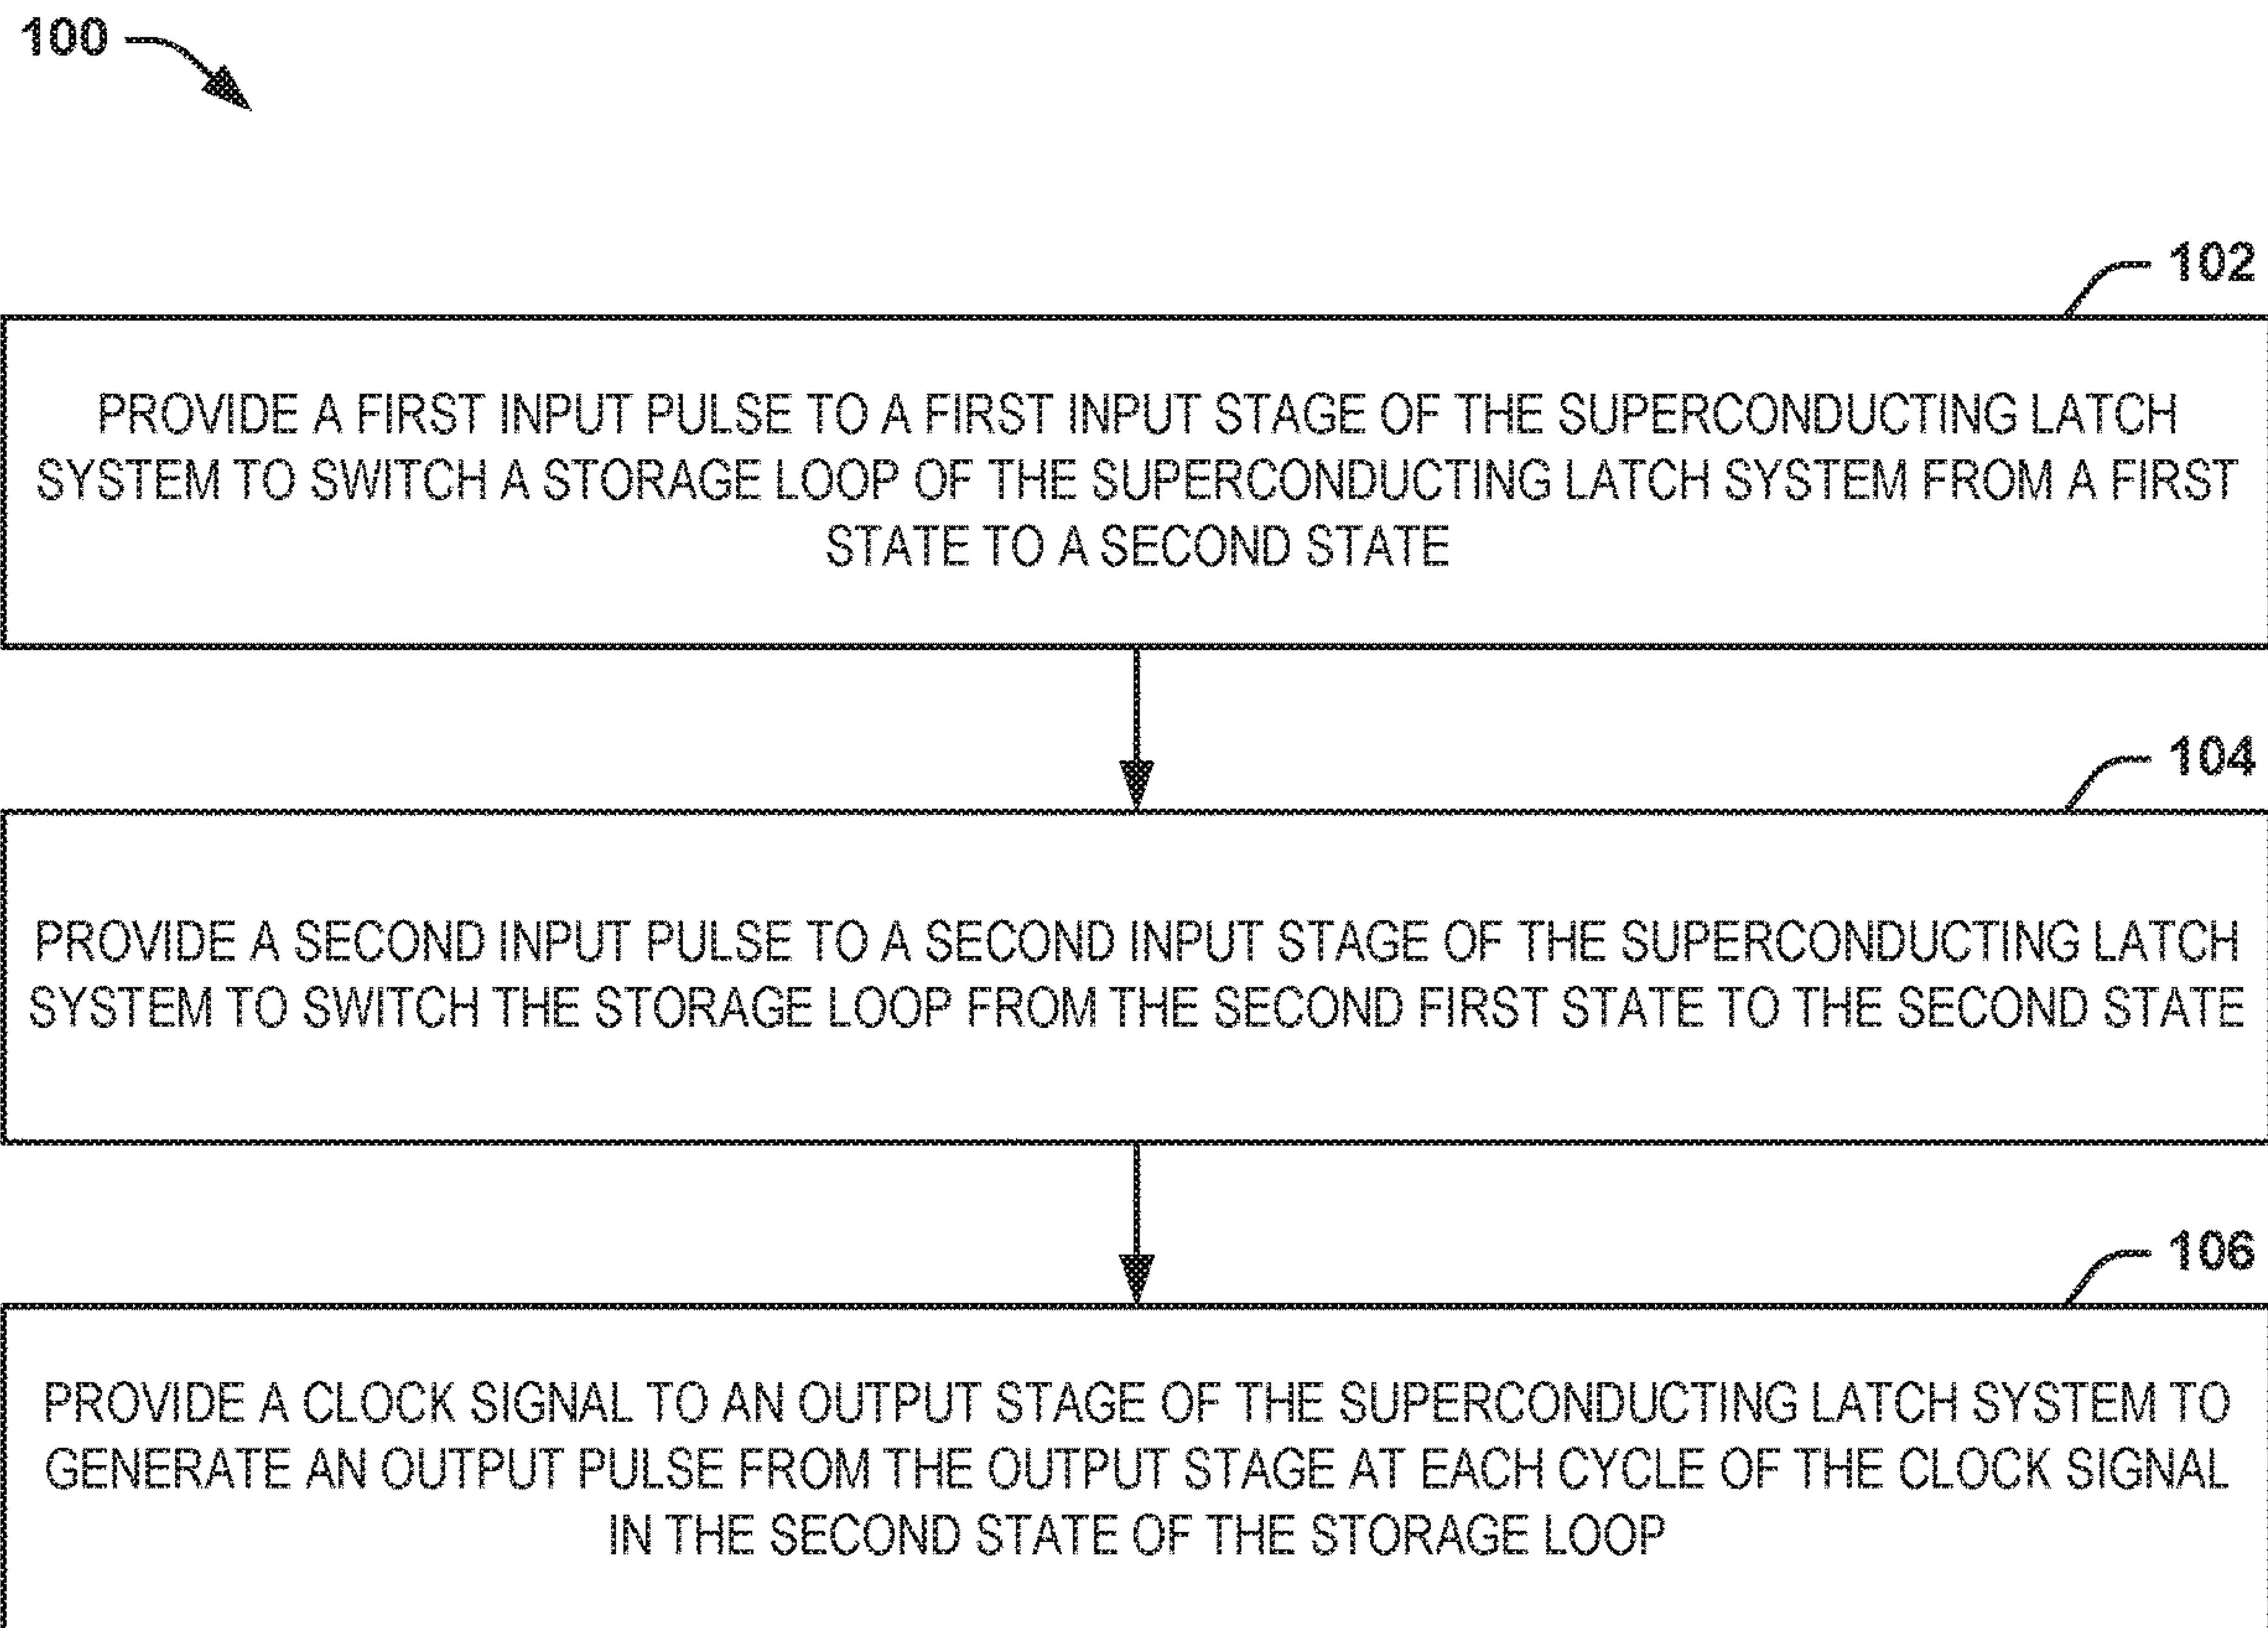 100
102
PROVIDE A FIRST INPUT PULSE TO A FIRST INPUT STAGE OF THE SUPERCONDUCTING LATCH
SYSTEM TO SWITCH A STORAGE LOOP OF THE SUPERCONDUCTING LATCH SYSTEM FROM A FIRST
STATE TO A SECOND STATE
104
PROVIDE A SECOND INPUT PULSE TO A SECOND INPUT STAGE OF THE SUPERCONDUCTING LATCH
SYSTEM TO SWITCH THE STORAGE LOOP FROM THE SECOND FIRST STATE TO THE SECOND STATE
106
PROVIDE A CLOCK SIGNAL TO AN OUTPUT STAGE OF THE SUPERCONDUCTING LATCH SYSTEM TO
GENERATE AN OUTPUT PULSE FROM THE OUTPUT STAGE AT EACH CYCLE OF THE CLOCK SIGNAL
IN THE SECOND STATE OF THE STORAGE LOOP